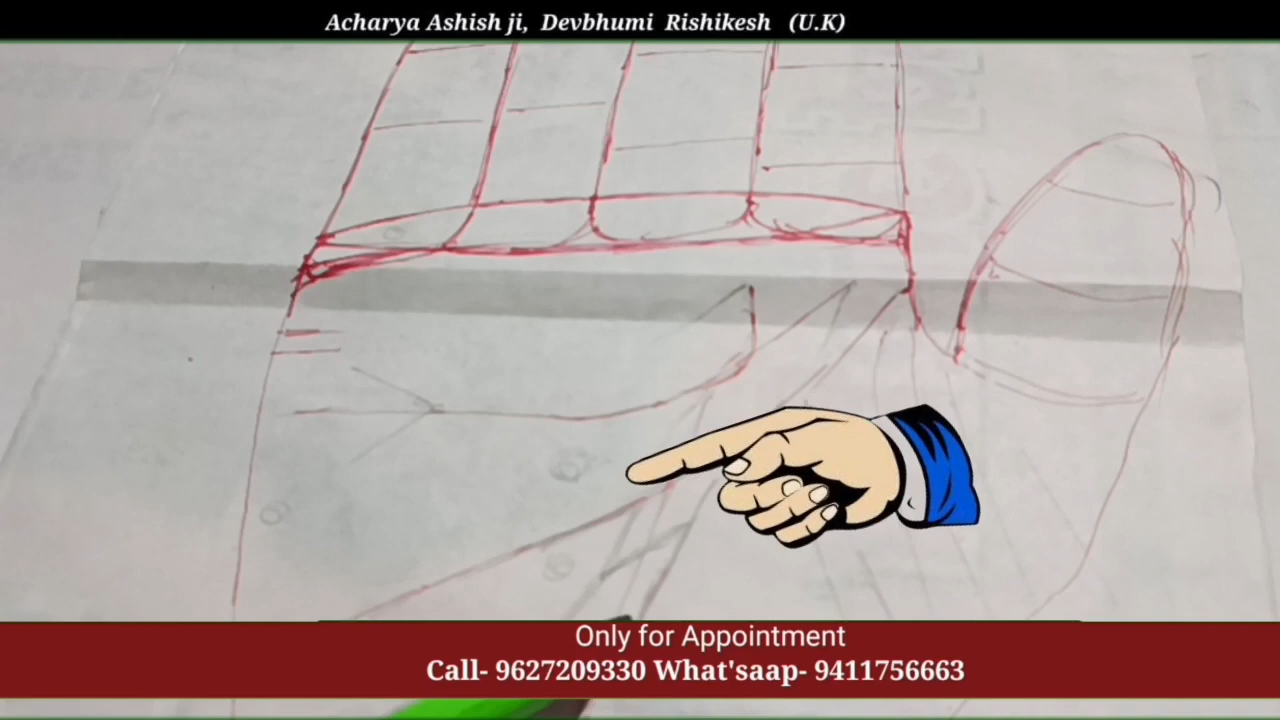 Acharya Ashish ji, Devbhumi Rishikesh (U.K)
Only for Appointment
Call- 9627209330 What'saap- 9411756663